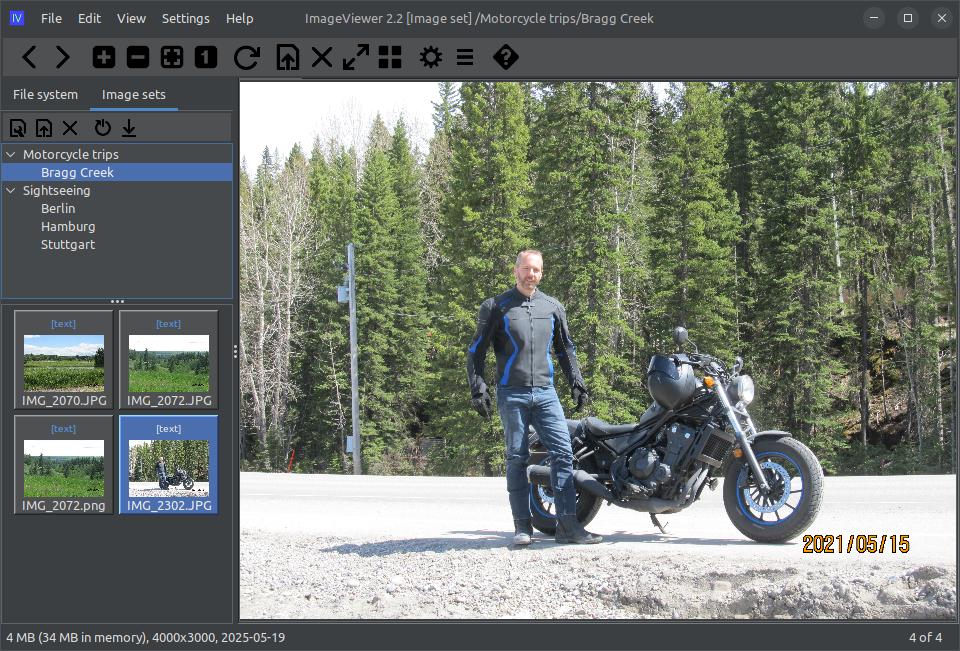 IV File Edit View Settings Help ImageViewer 2.2 [Image set] /Motorcycle trips/Bragg Creek
1 ?
File system Image sets
Motorcycle trips
Bragg Creek
Sightseeing
Berlin
Hamburg
Stuttgart
[text] [text]
IMG_2070.JPG IMG_2072.JPG
[text] [text]
IMG_2072.png IMG_2302.JPG
2021/05/15
4 MB (34 MB in memory), 4000x3000, 2025-05-19 4 of 4